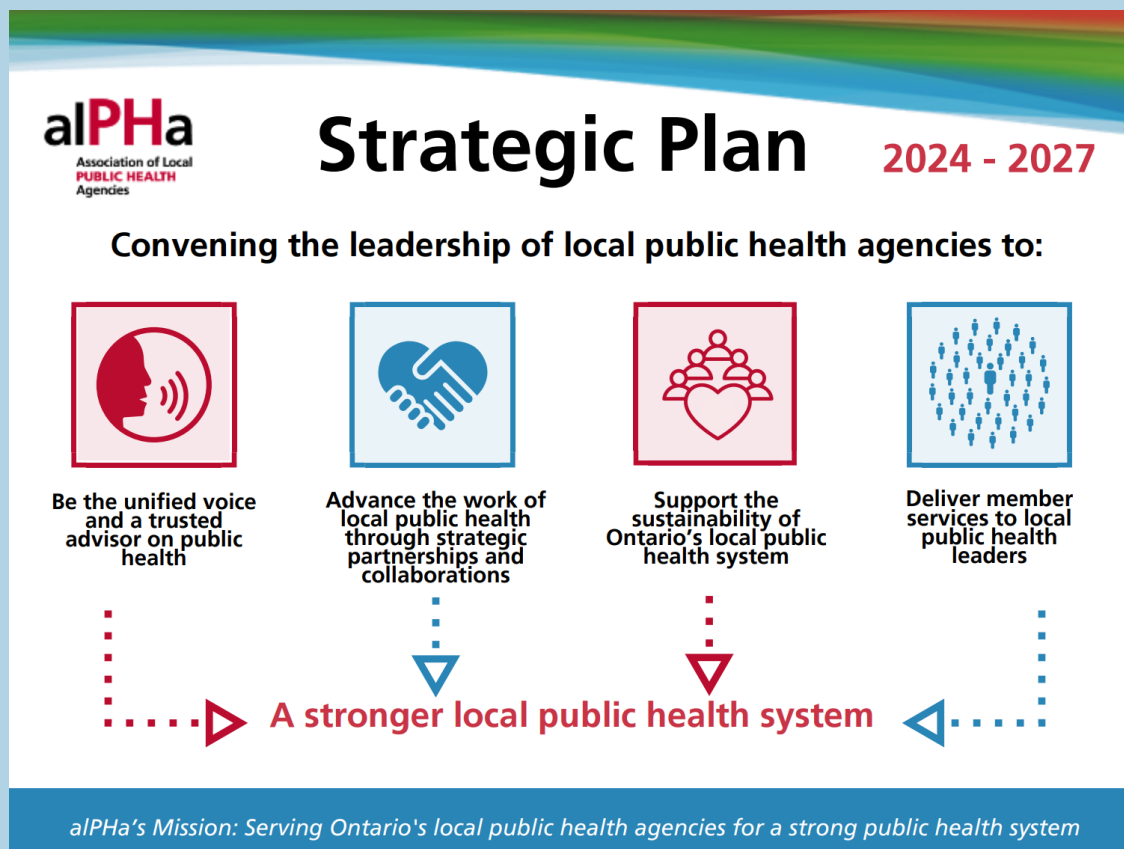 alPHa
Association of Local
PUBLIC HEALTH
Agencies
Strategic Plan
2024 - 2027
Convening the leadership of local public health agencies to:
Be the unified voice
and a trusted
advisor on public
health
Advance the work of
local public health
through strategic
partnerships and
collaborations
Support the
sustainability of
Ontario's local public
health system
Deliver member
services to local
public health
leaders
A stronger local public health system
alPHa's Mission: Serving Ontario's local public health agencies for a strong public health system